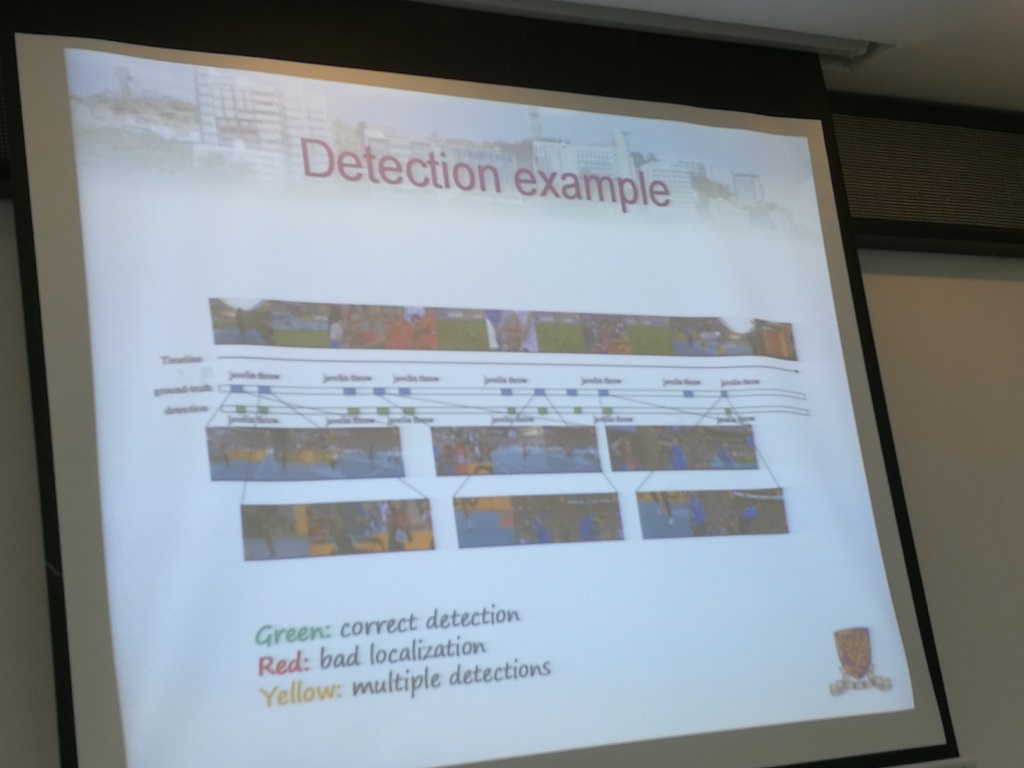 Detection example
Timeline
javelin throw javelin throw javelin throw javelin throw javelin throw javelin throw javelin throw
ground-truth
detection
javelin throw javelin throw javelin throw javelin throw javelin throw javelin throw
Green: correct detection
Red: bad localization
Yellow: multiple detections